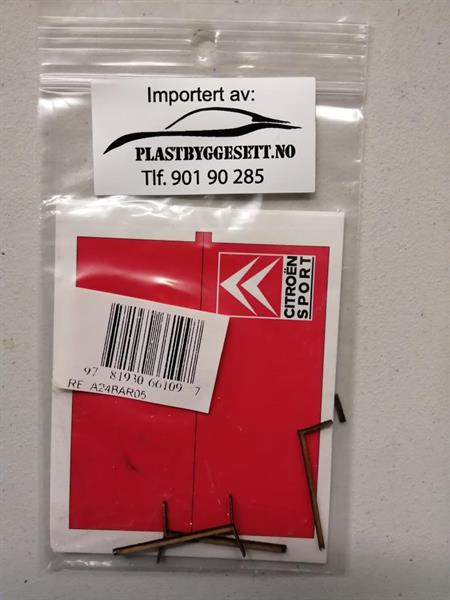 Importert av:
PLASTBYGGESETT.NO
Tlf. 901 90 285
CITROËN
SPORT
97 81930 66109 7
RE A24BAR05